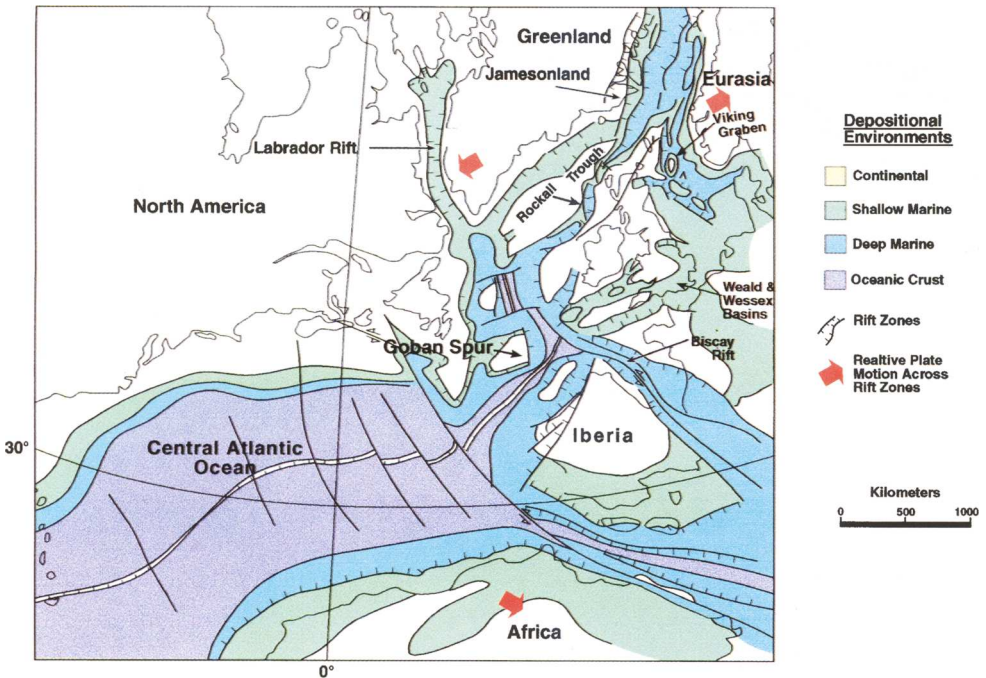 Greenland
Jamesonland
Eurasia
Viking
Graben
Labrador Rift
Rockall Trough
North America
Weald &
Wessex
Basins
Goban Spur
Biscay
Rift
Iberia
30°
Central Atlantic
Ocean
Africa
0°
Depositional
Environments
Continental
Shallow Marine
Deep Marine
Oceanic Crust
Rift Zones
Realtive Plate
Motion Across
Rift Zones
Kilometers
0 500 1000